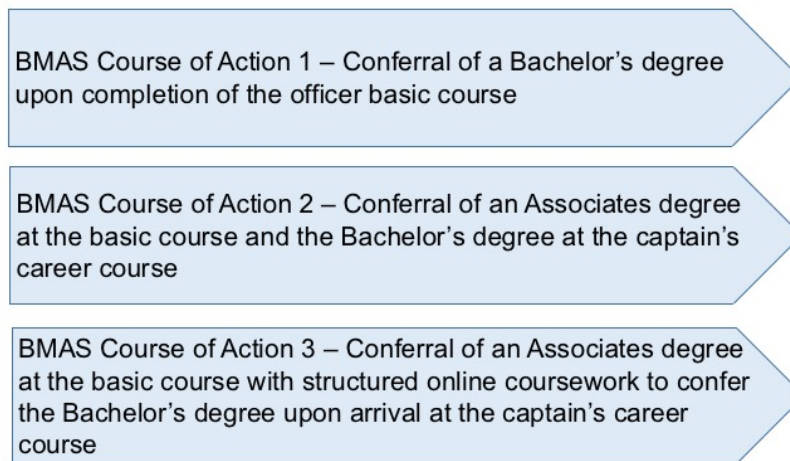 BMAS Course of Action 1 – Conferral of a Bachelor’s degree
upon completion of the officer basic course
BMAS Course of Action 2 – Conferral of an Associates degree
at the basic course and the Bachelor’s degree at the captain’s
career course
BMAS Course of Action 3 – Conferral of an Associates degree
at the basic course with structured online coursework to confer
the Bachelor’s degree upon arrival at the captain’s career
course